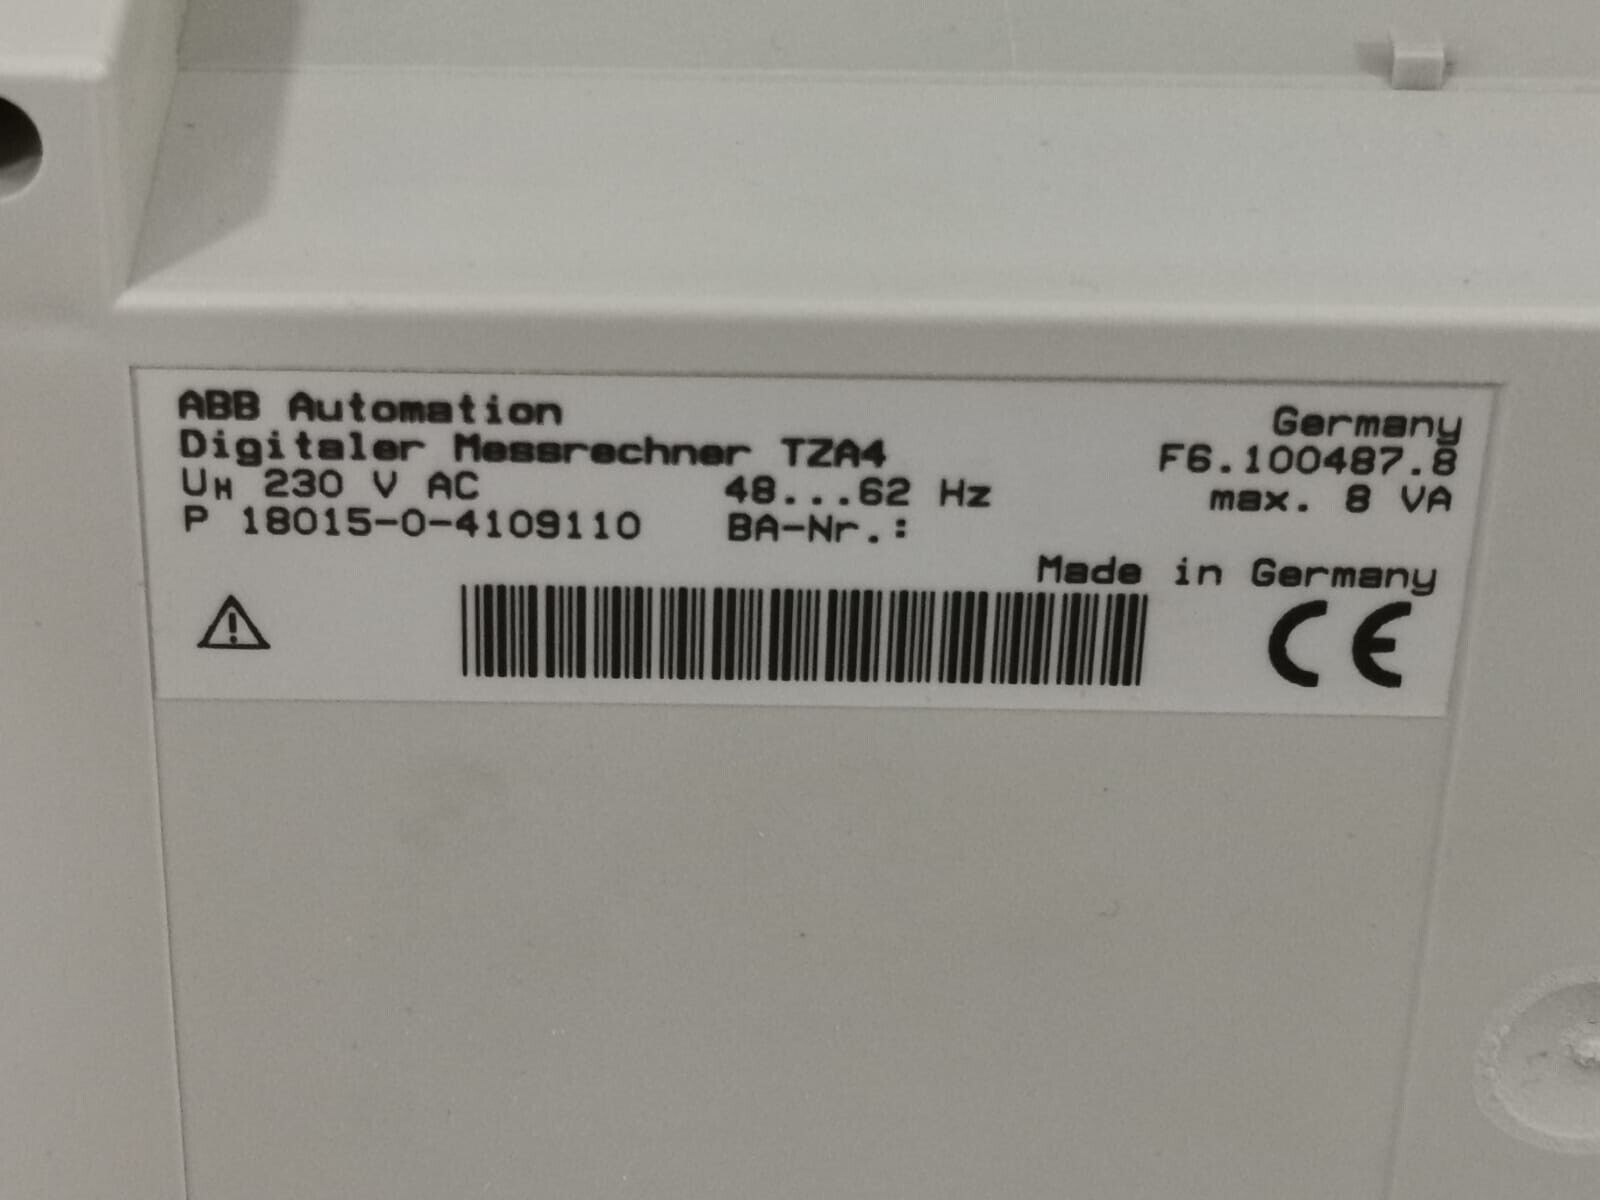 ABB Automation Germany
Digitaler Messrechner TZA4 F6.100487.8
UN 230 V AC 48...62 Hz max. 8 VA
P 18015-0-4109110 BA-Nr.:
Made in Germany
CE